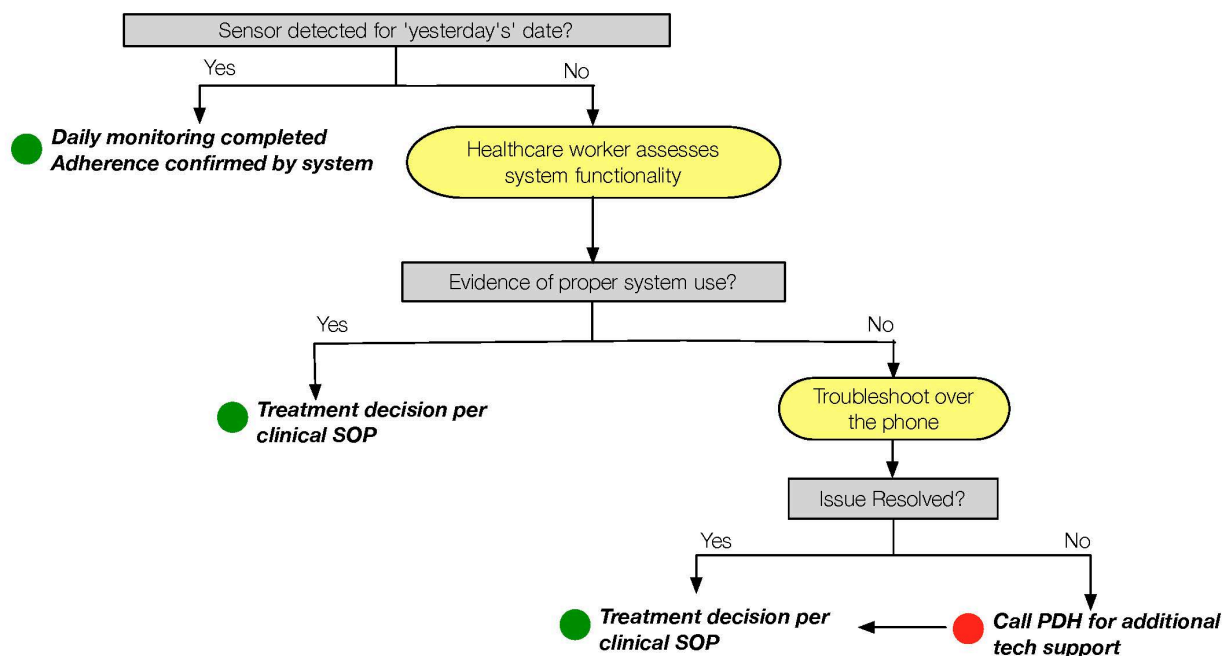 Sensor detected for 'yesterday's' date?
Yes
No
Daily monitoring completed
Adherence confirmed by system
Healthcare worker assesses
system functionality
Evidence of proper system use?
Yes
No
Treatment decision per
clinical SOP
Troubleshoot over
the phone
Issue Resolved?
Yes
No
Treatment decision per
clinical SOP
Call PDH for additional
tech support